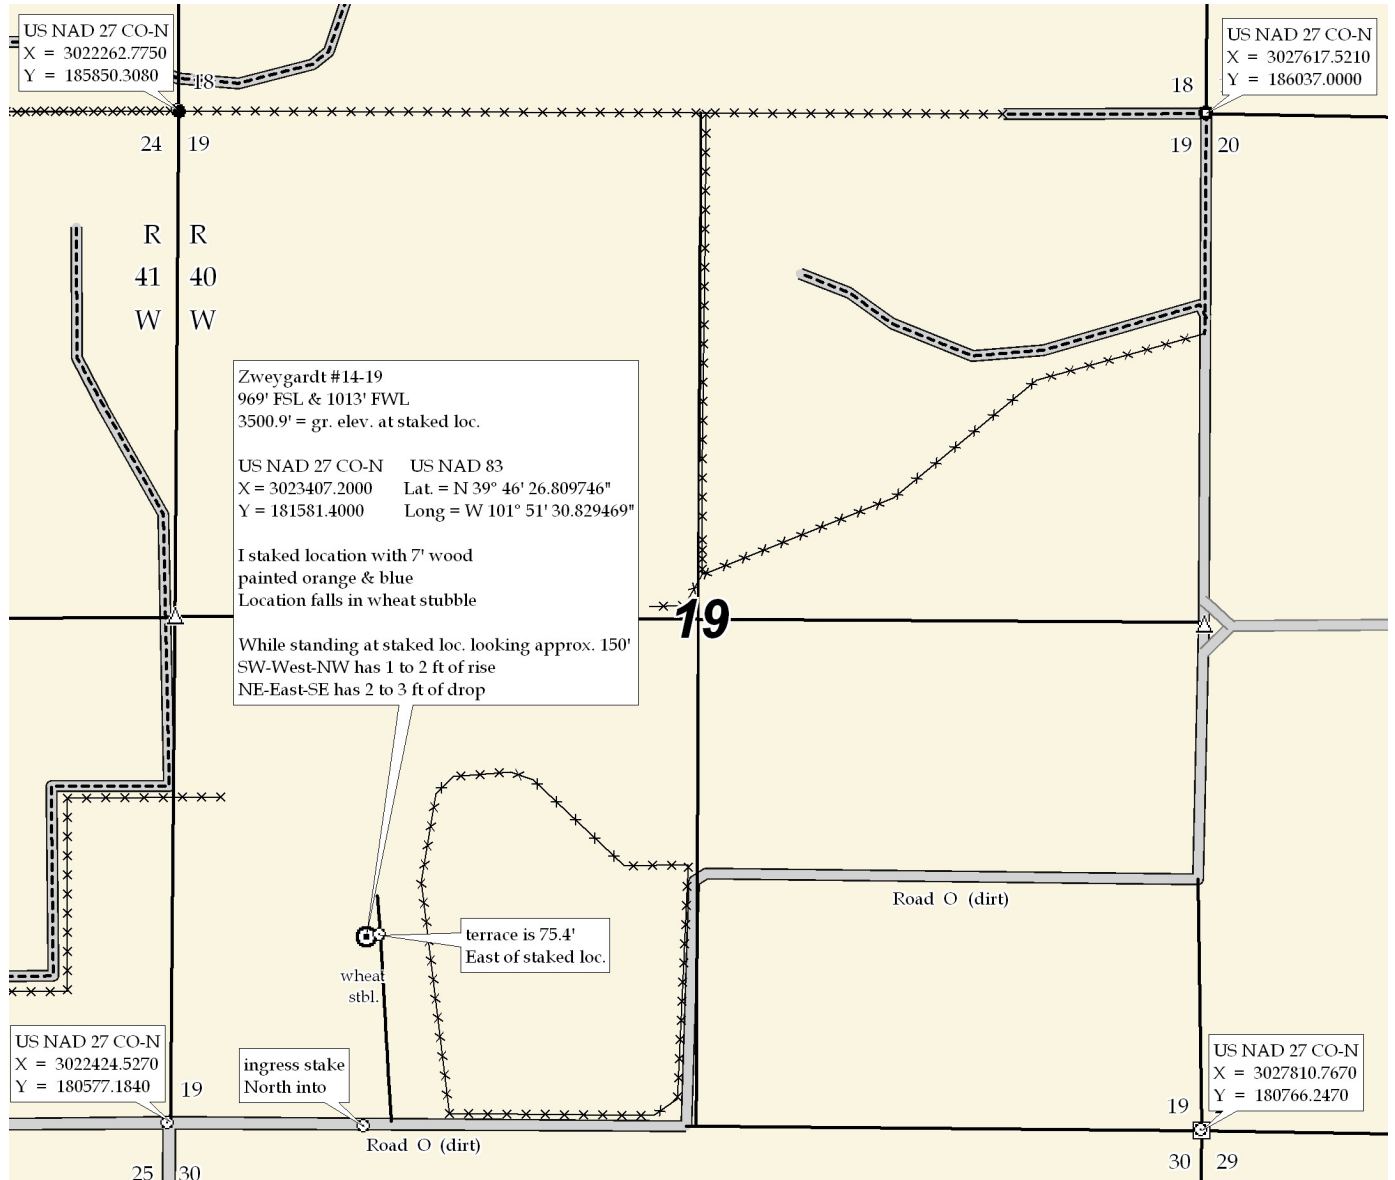 US NAD 27 CO-N
X = 3022262.7750
Y = 185850.3080
US NAD 27 CO-N
X = 3027617.5210
Y = 186037.0000
18
18
24 19
19 20
R R
41 40
W W
Zweygardt #14-19
969' FSL & 1013' FWL
3500.9' = gr. elev. at staked loc.
US NAD 27 CO-N US NAD 83
X = 3023407.2000 Lat. = N 39° 46' 26.809746"
Y = 181581.4000 Long = W 101° 51' 30.829469"
I staked location with 7' wood
painted orange & blue
Location falls in wheat stubble
While standing at staked loc. looking approx. 150'
SW-West-NW has 1 to 2 ft of rise
NE-East-SE has 2 to 3 ft of drop
19
Road O (dirt)
terrace is 75.4'
East of staked loc.
wheat
stbl.
US NAD 27 CO-N
X = 3022424.5270
Y = 180577.1840
19
ingress stake
North into
US NAD 27 CO-N
X = 3027810.7670
Y = 180766.2470
19
Road O (dirt)
25 30
30 29